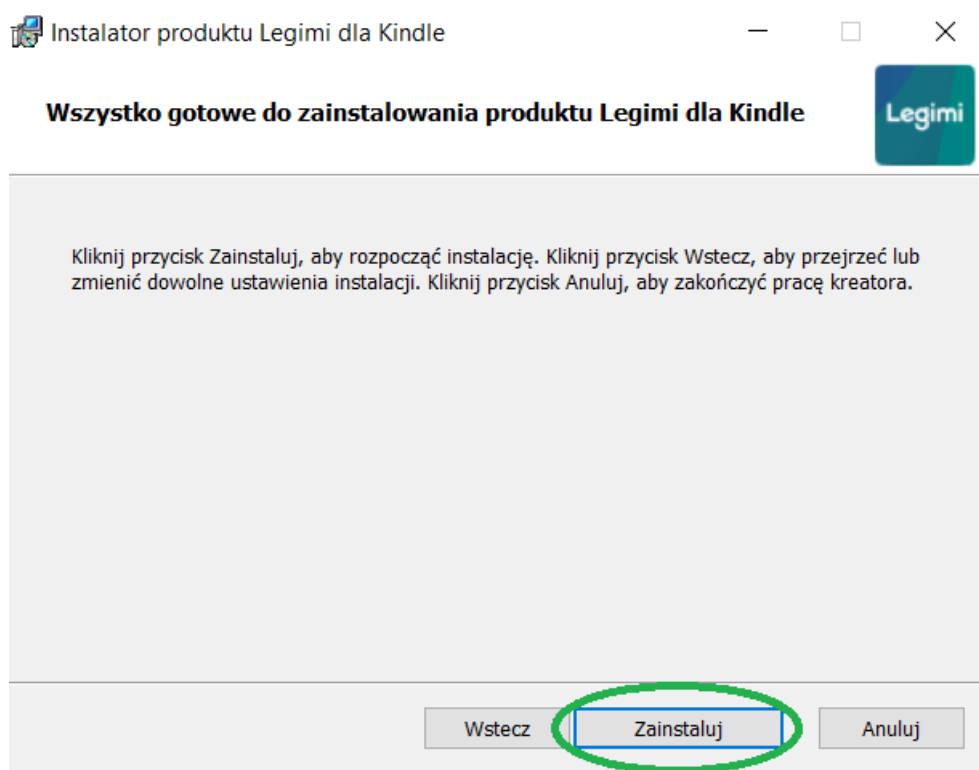 Instalator produktu Legimi dla Kindle
Wszystko gotowe do zainstalowania produktu Legimi dla Kindle
Legimi
Kliknij przycisk Zainstaluj, aby rozpocząć instalację. Kliknij przycisk Wstecz, aby przejrzeć lub
zmienić dowolne ustawienia instalacji. Kliknij przycisk Anuluj, aby zakończyć pracę kreatora.
Wstecz Zainstaluj Anuluj